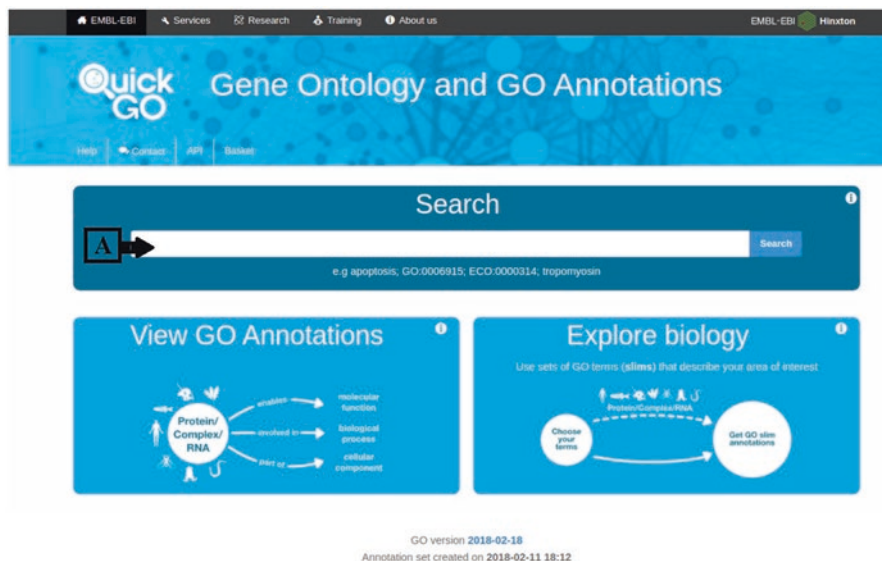 EMBL-EBI Services Research Training About us EMBL-EBI Hinxton
Quick GO
Gene Ontology and GO Annotations
Help Contact API Basket
Search
A
Search
e.g apoptosis; GO:0006915; ECO:0000314; tropomyosin
View GO Annotations
Protein/
Complex/
RNA
enables
molecular
function
involved in
biological
process
part of
cellular
component
Explore biology
Use sets of GO terms (slims) that describe your area of interest
Protein/Complex/RNA
Choose
your
terms
Get GO slim
annotations
GO version 2018-02-18
Annotation set created on 2018-02-11 18:12